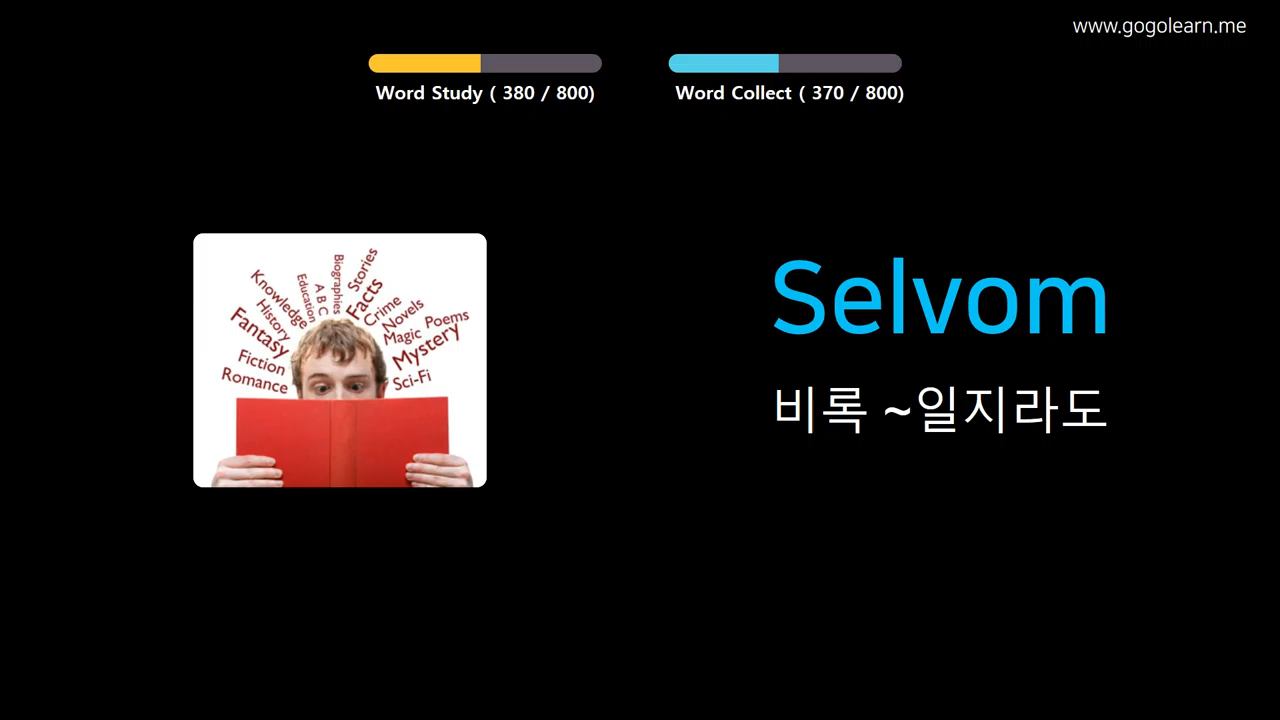 www.gogolearn.me
Word Study ( 380 / 800)
Word Collect ( 370 / 800)
Knowledge
History
Fantasy
Fiction
Romance
Education
A B C
Biographies
Stories
Facts
Crime
Novels
Magic
Poems
Mystery
Sci-Fi
Selvom
비록 ~일지라도